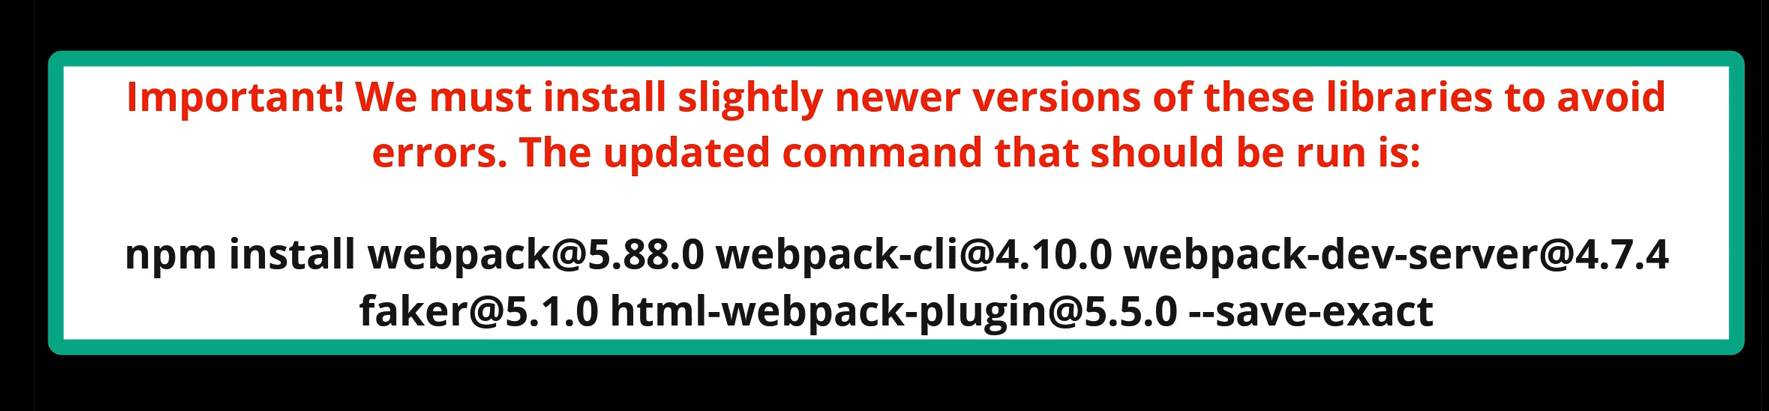 Important! We must install slightly newer versions of these libraries to avoid
errors. The updated command that should be run is:
npm install webpack@5.88.0 webpack-cli@4.10.0 webpack-dev-server@4.7.4
faker@5.1.0 html-webpack-plugin@5.5.0 --save-exact